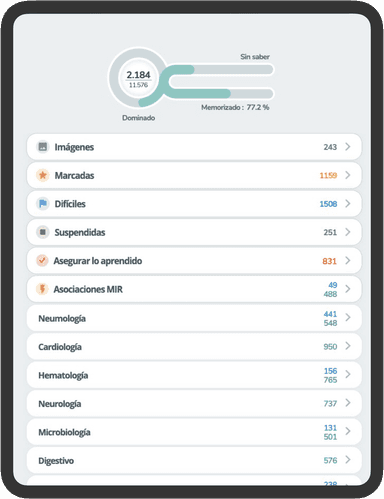 Sin saber
2.184
11.576
Memorizado : 77.2 %
Dominado
Imágenes 243
Marcadas 1159
Difíciles 1508
Suspendidas 251
Asegurar lo aprendido 831
Asociaciones MIR 49
488
Neumología 441
548
Cardiología 950
Hematología 156
765
Neurología 737
Microbiología 131
501
Digestivo 576